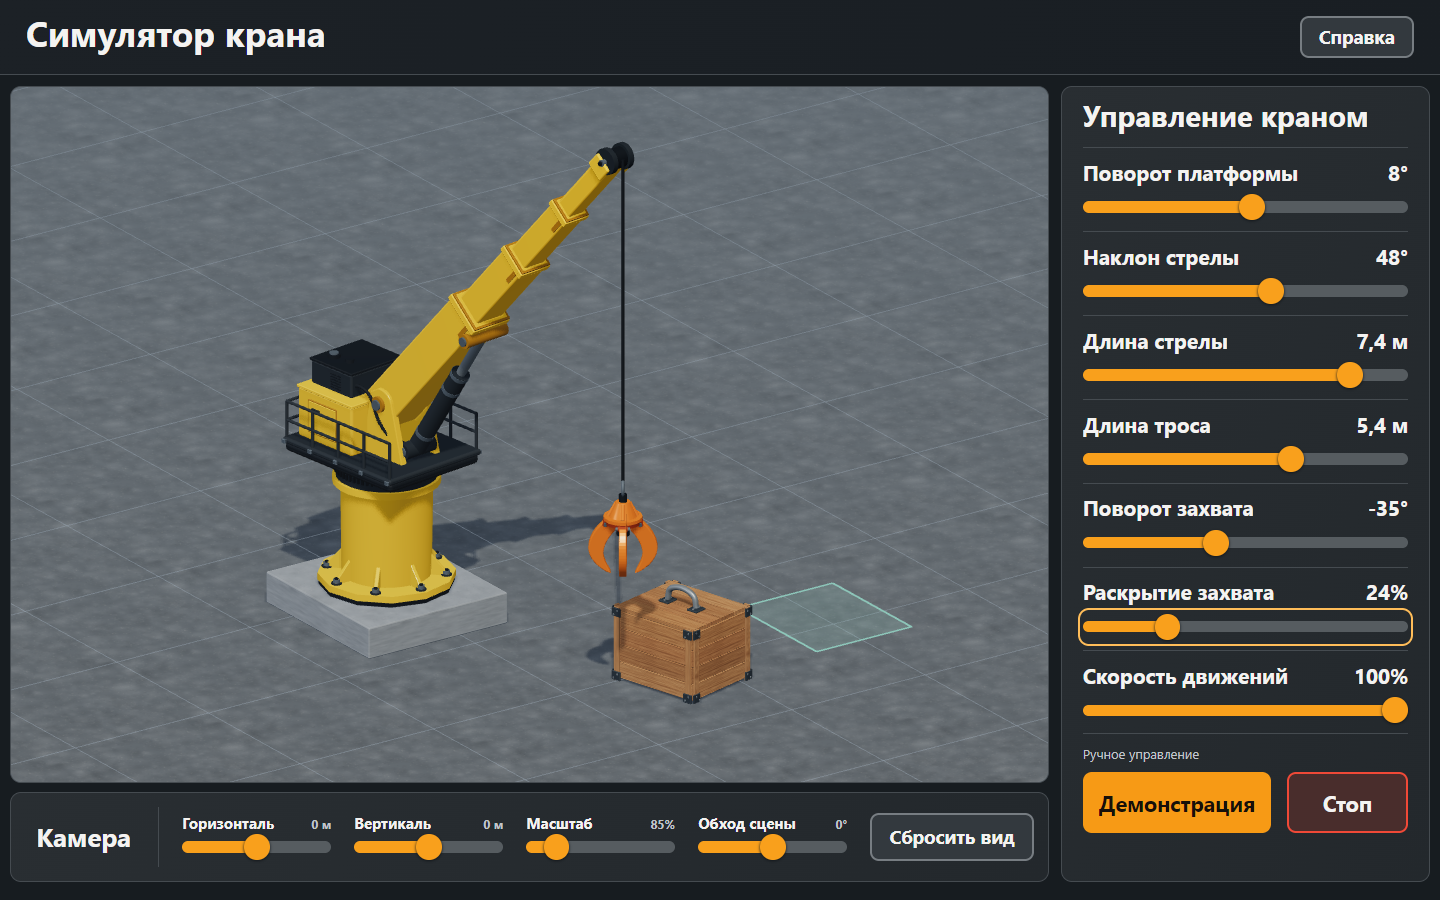 Симулятор крана
Справка
Управление краном
Поворот платформы 8°
Наклон стрелы 48°
Длина стрелы 7,4 м
Длина троса 5,4 м
Поворот захвата -35°
Раскрытие захвата 24%
Скорость движений 100%
Ручное управление
Демонстрация
Стоп
Камера
Горизонталь 0 м
Вертикаль 0 м
Масштаб 85%
Обход сцены 0°
Сбросить вид